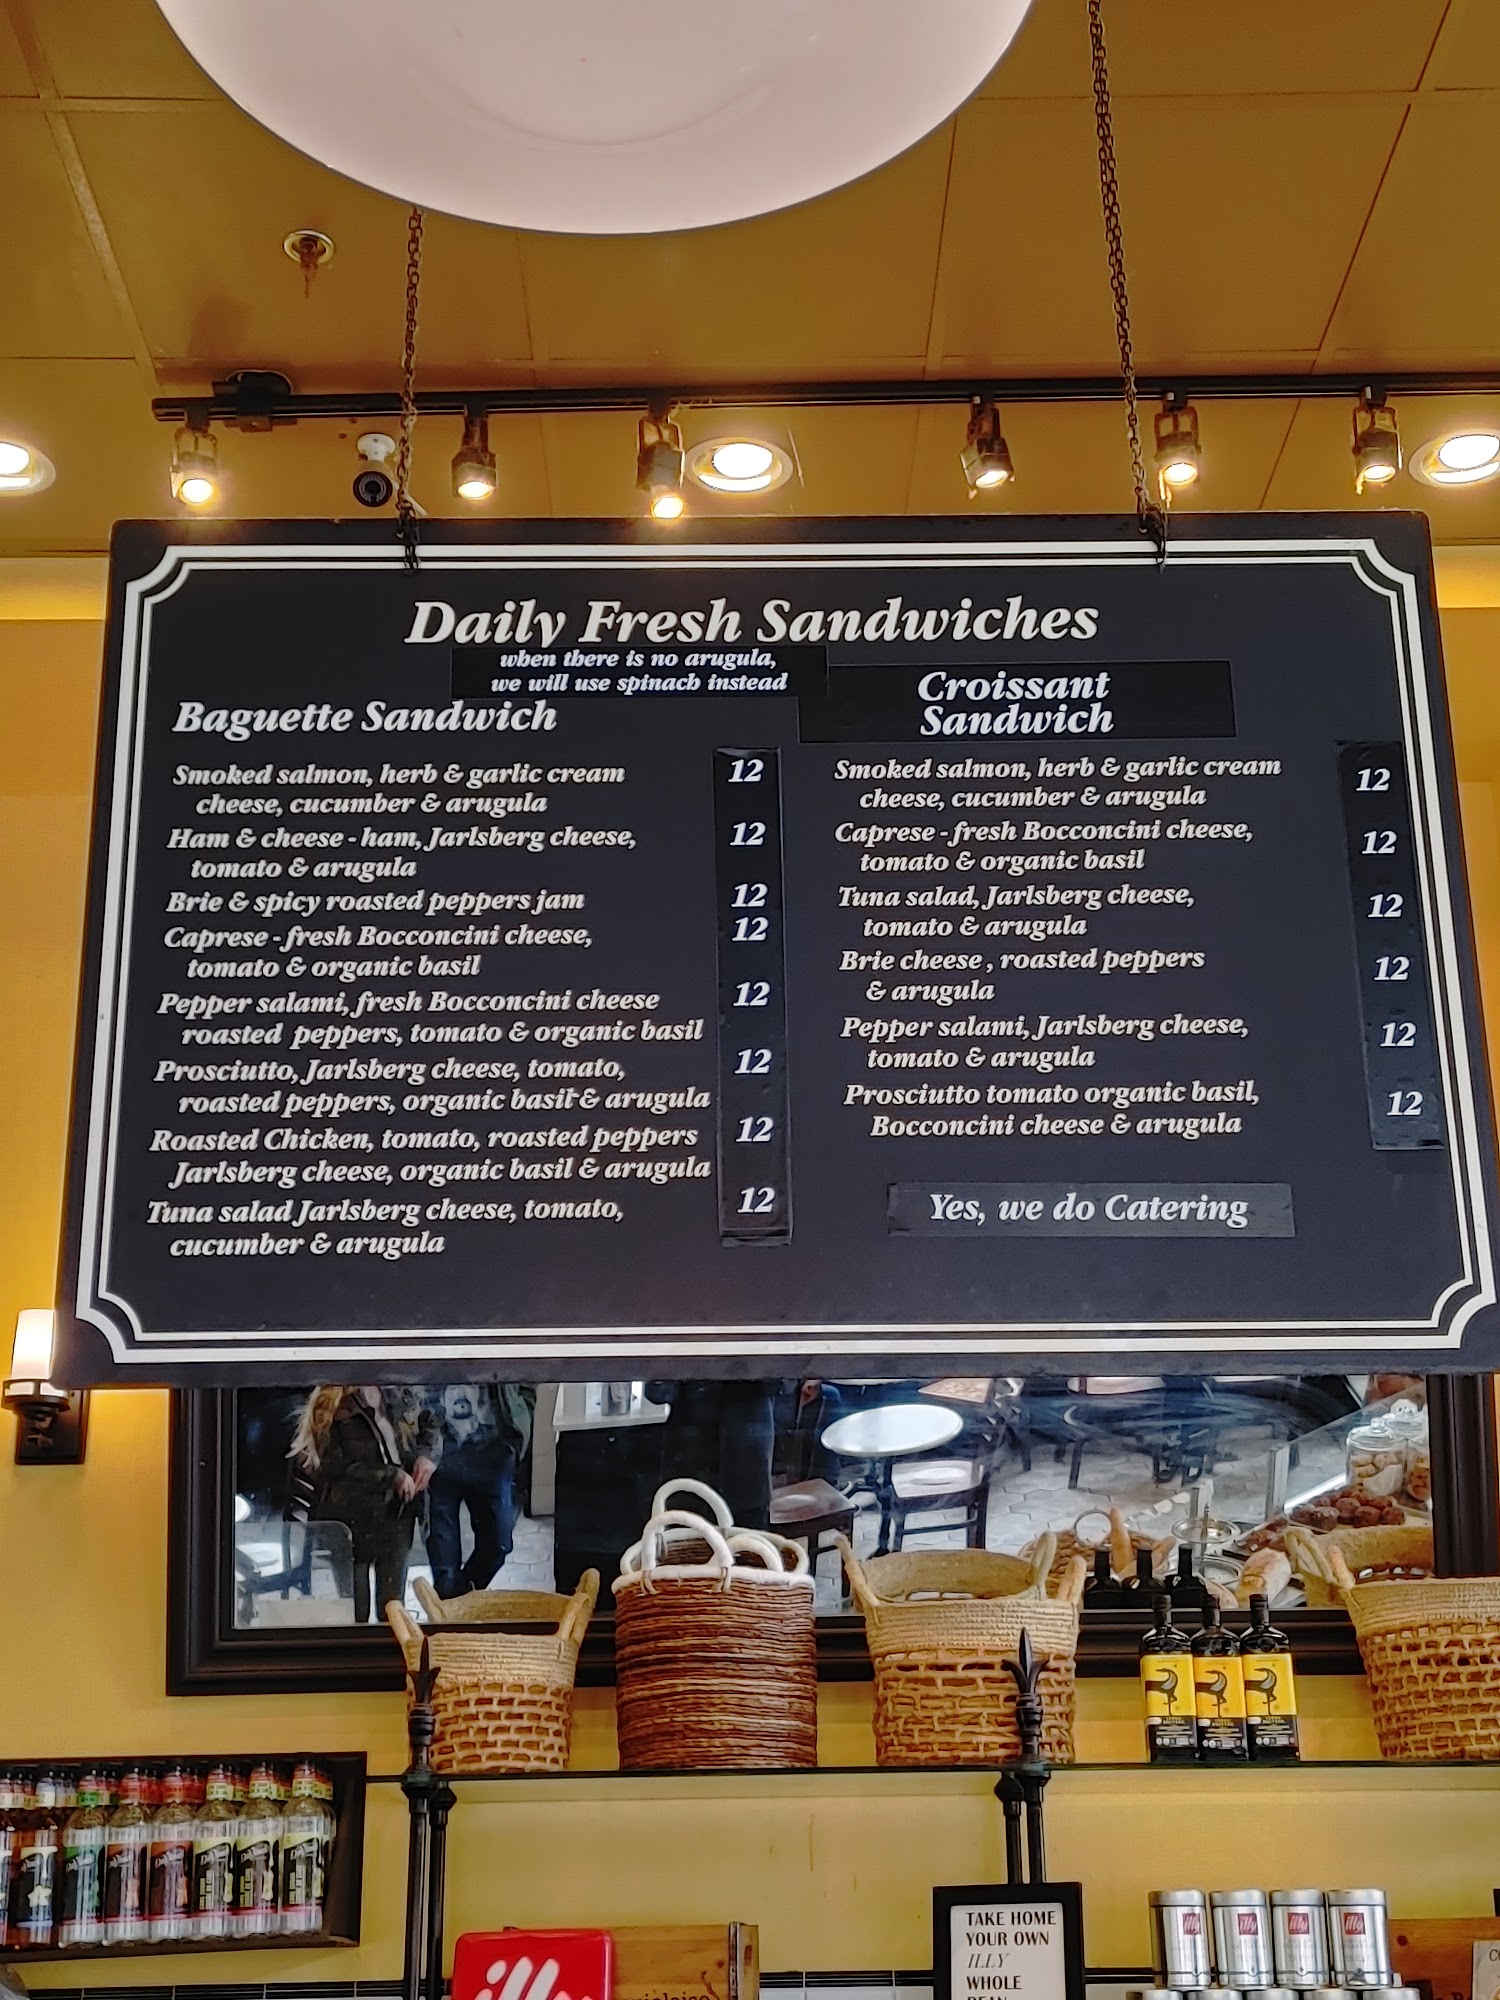 Daily Fresh Sandwiches
when there is no arugula,
we will use spinach instead
Baguette Sandwich
Smoked salmon, herb & garlic cream 12
cheese, cucumber & arugula
Ham & cheese - ham, Jarlsberg cheese, 12
tomato & arugula
Brie & spicy roasted peppers jam 12
Caprese - fresh Bocconcini cheese, 12
tomato & organic basil
Pepper salami, fresh Bocconcini cheese 12
roasted peppers, tomato & organic basil
Prosciutto, Jarlsberg cheese, tomato, 12
roasted peppers, organic basil & arugula
Roasted Chicken, tomato, roasted peppers 12
Jarlsberg cheese, organic basil & arugula
Tuna salad Jarlsberg cheese, tomato, 12
cucumber & arugula
Croissant
Sandwich
Smoked salmon, herb & garlic cream 12
cheese, cucumber & arugula
Caprese - fresh Bocconcini cheese, 12
tomato & organic basil
Tuna salad, Jarlsberg cheese, 12
tomato & arugula
Brie cheese , roasted peppers 12
& arugula
Pepper salami, Jarlsberg cheese, 12
tomato & arugula
Prosciutto tomato organic basil, 12
Bocconcini cheese & arugula
Yes, we do Catering
illy
TAKE HOME
YOUR OWN
ILLY
WHOLE
BEAN
illy
illy
illy
illy